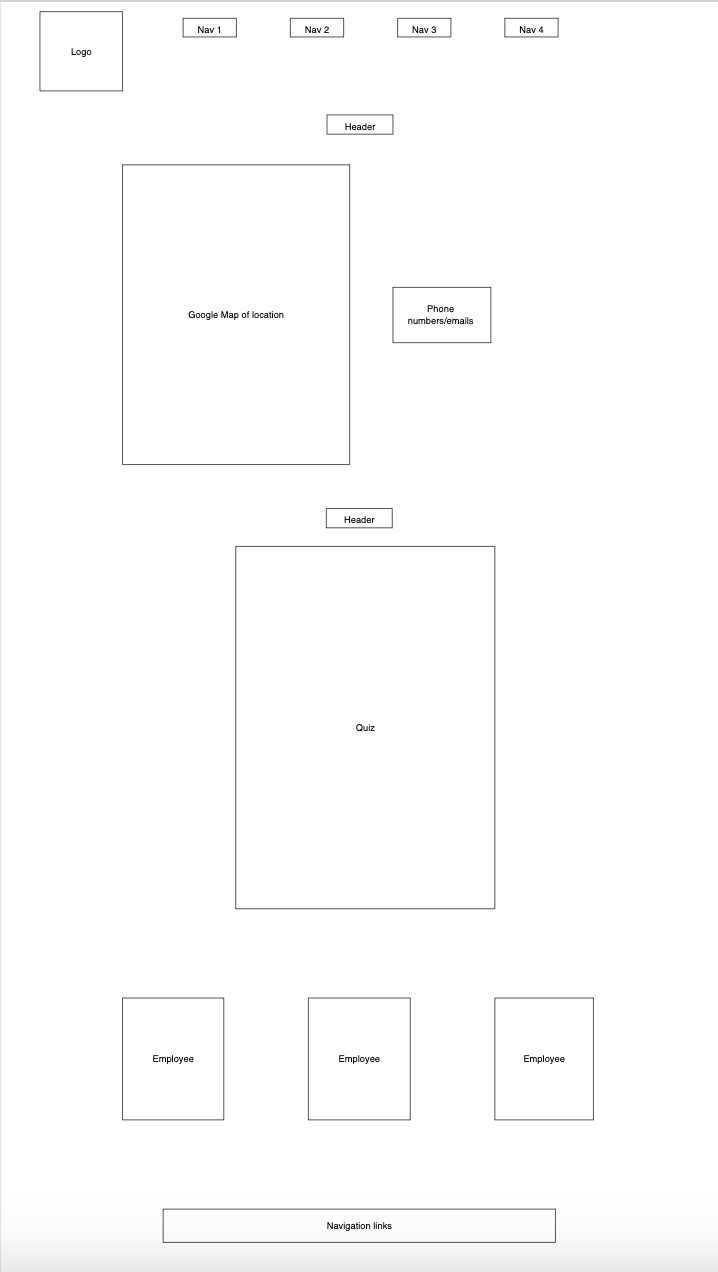 Logo
Nav 1
Nav 2
Nav 3
Nav 4
Header
Google Map of location
Phone
numbers/emails
Header
Quiz
Employee
Employee
Employee
Navigation links